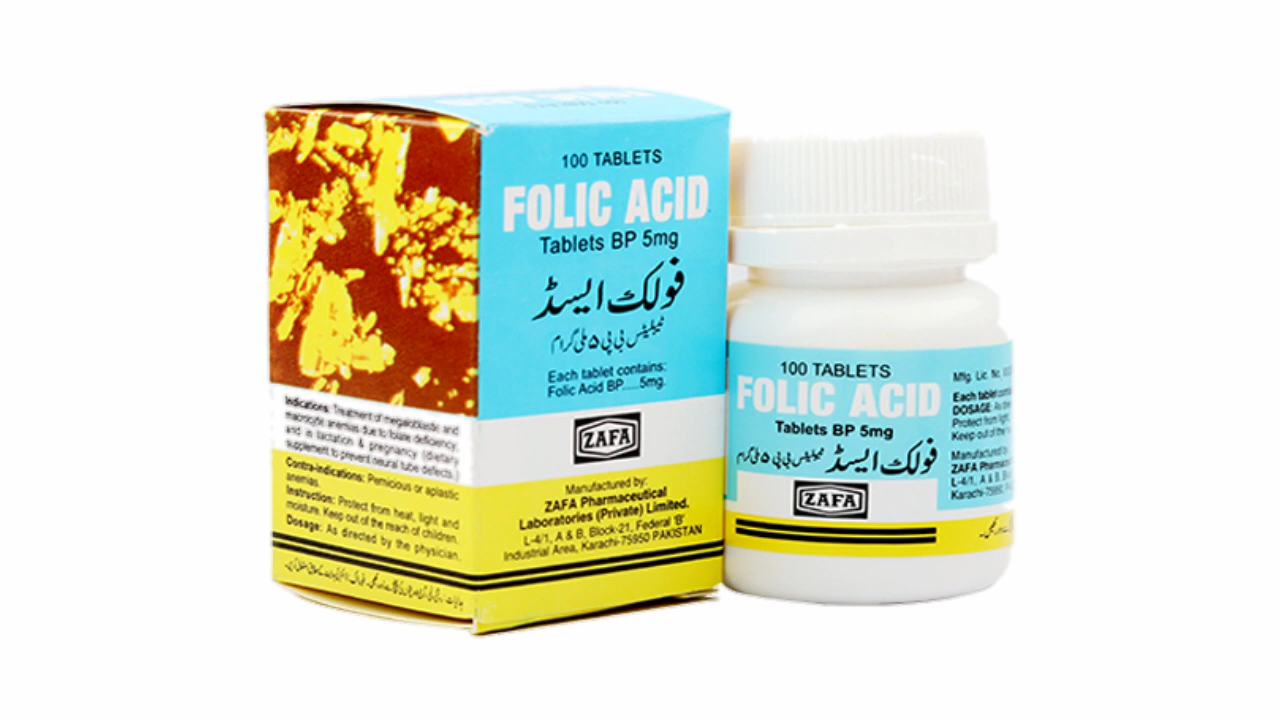 100 TABLETS
FOLIC ACID
Tablets BP 5mg
فولک ایسڈ
ٹیبلیٹس بی پی ۵ ملی گرام
Each tablet contains:
Folic Acid BP.....5mg.
ZAFA
Manufactured by:
ZAFA Pharmaceutical
Laboratories (Private) Limited.
L-4/1, A & B, Block-21, Federal 'B'
Industrial Area, Karachi-75950 PAKISTAN
Indications: Treatment of megaloblastic and
macrocytic anemias due to folate deficiency,
and in lactation & pregnancy (dietary
supplement to prevent neural tube defects.)
Contra-indications: Pernicious or aplastic
anemias.
Instruction: Protect from heat, light and
moisture. Keep out of the reach of children.
Dosage: As directed by the physician.
100 TABLETS
FOLIC ACID
Tablets BP 5mg
فولک ایسڈ ٹیبلیٹس بی پی ۵ ملی گرام
ZAFA
Mfg. Lic. No.
Each tablet
DOSAGE: As
Protect from
Keep out of the
Manufactured by
ZAFA
L-4/1, A & B,
Karachi-75950,